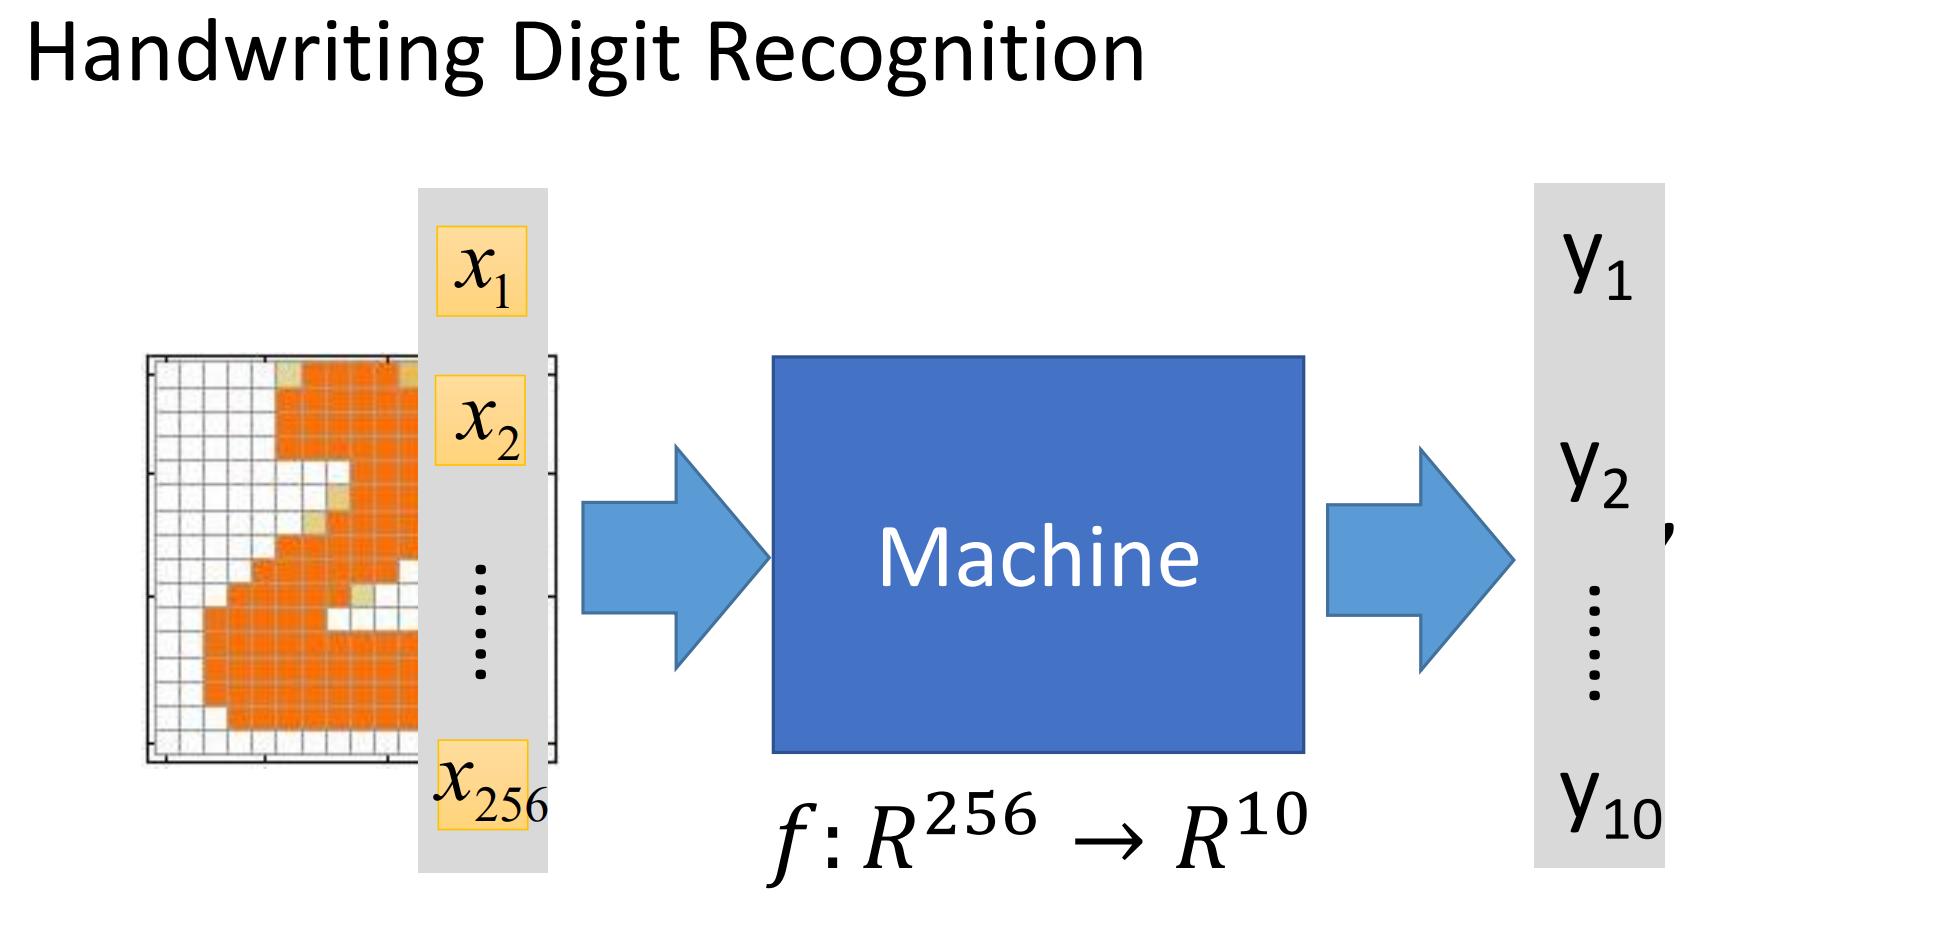 Handwriting Digit Recognition
x₁
x₂
⋮
x₂₅₆
Machine
f: R²⁵⁶ → R¹⁰
y₁
y₂
⋮
y₁₀